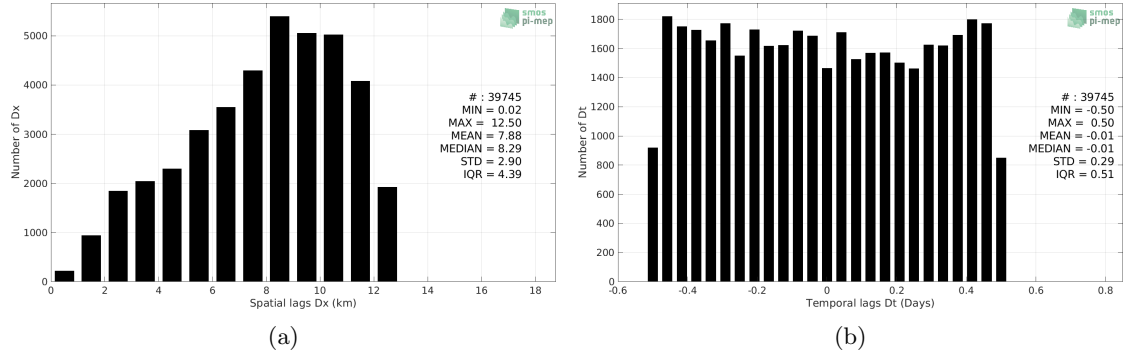 smos
pi-mep
Number of Dx
5000
4000
3000
2000
1000
0
# : 39745
MIN = 0.02
MAX = 12.50
MEAN = 7.88
MEDIAN = 8.29
STD = 2.90
IQR = 4.39
0 2 4 6 8 10 12 14 16 18
Spatial lags Dx (km)
(a)
smos
pi-mep
Number of Dt
1800
1600
1400
1200
1000
800
600
400
200
0
# : 39745
MIN = -0.50
MAX = 0.50
MEAN = -0.01
MEDIAN = -0.01
STD = 0.29
IQR = 0.51
-0.6 -0.4 -0.2 0 0.2 0.4 0.6 0.8
Temporal lags Dt (Days)
(b)